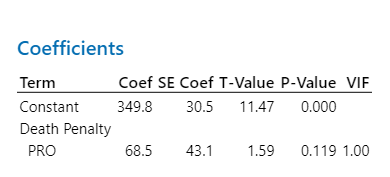 Coefficients
Term Coef SE Coef T-Value P-Value VIF
Constant 349.8 30.5 11.47 0.000
Death Penalty
PRO 68.5 43.1 1.59 0.119 1.00